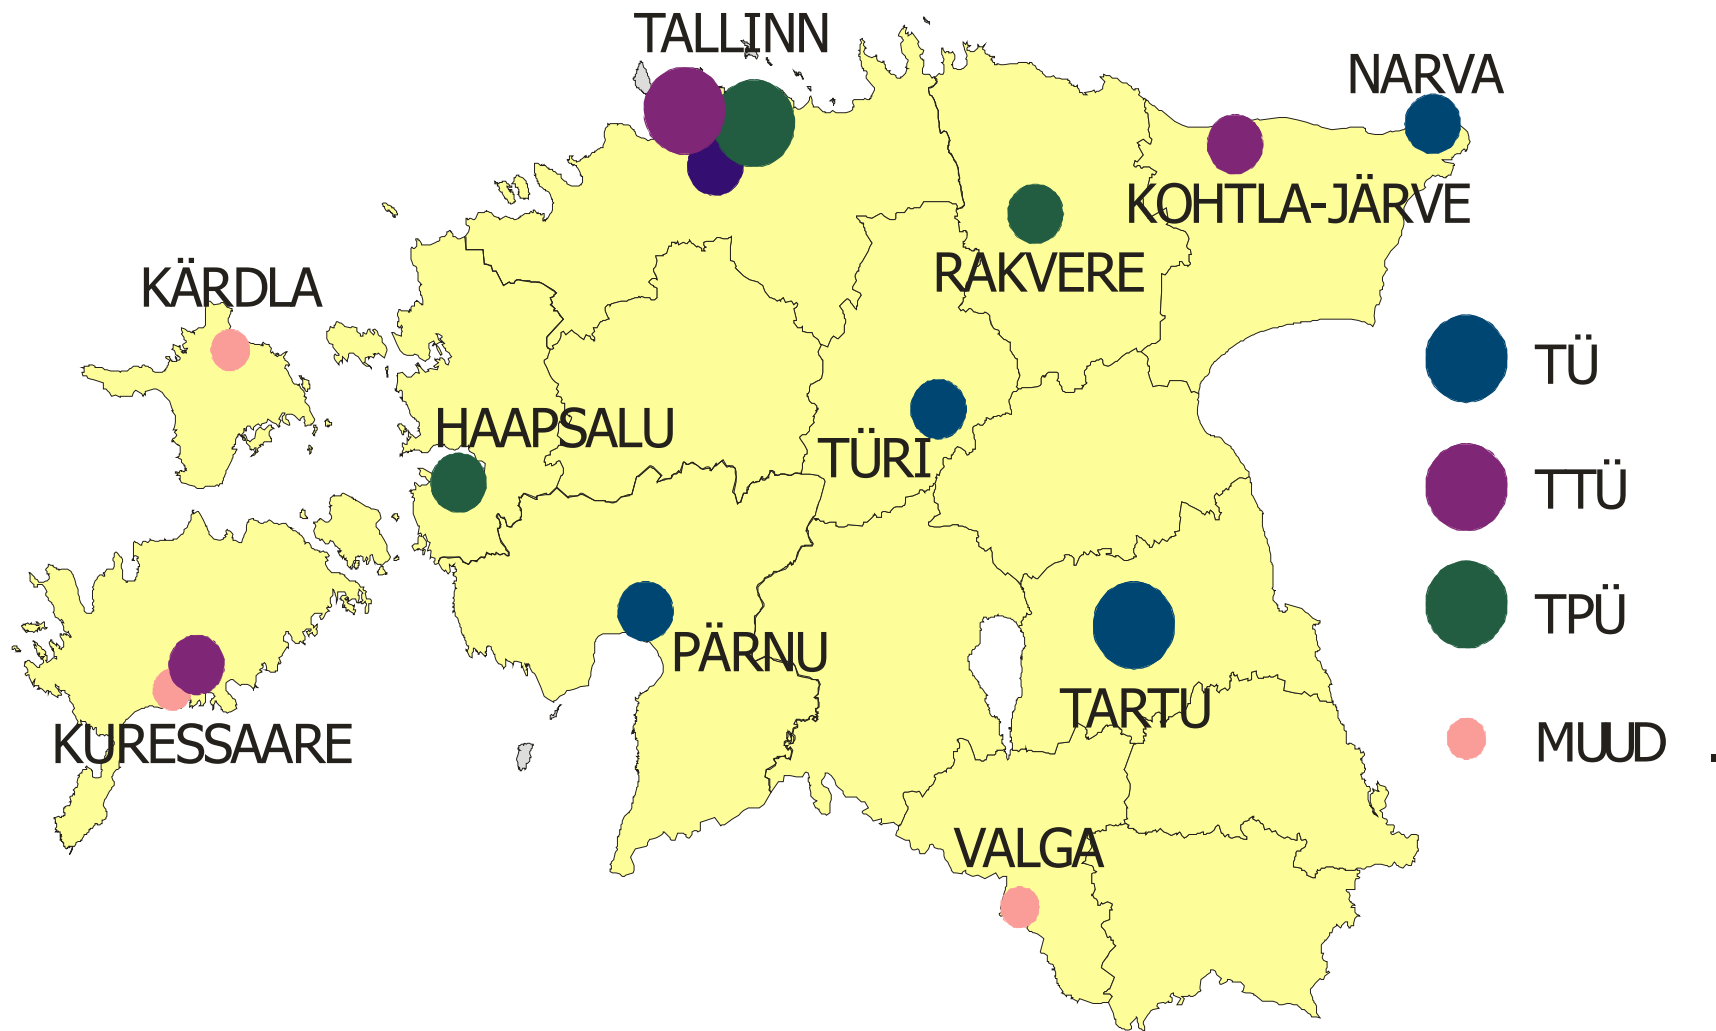 TALLINN
NARVA
KOHTLA-JÄRVE
RAKVERE
KÄRDLA
TÜ
HAAPSALU
TÜRI
TTÜ
TPÜ
PÄRNU
TARTU
KURESSAARE
MUUD .
VALGA